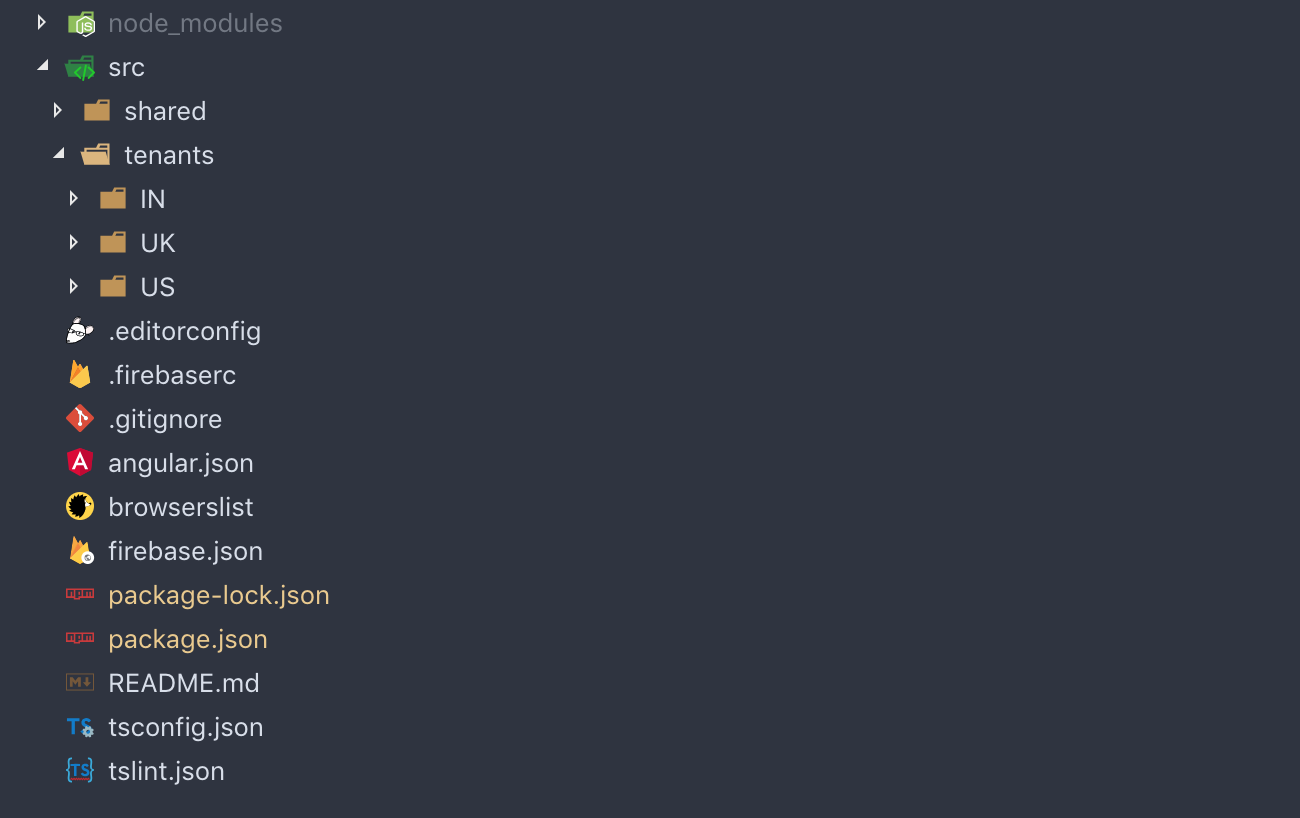 node_modules
src
shared
tenants
IN
UK
US
.editorconfig
.firebaserc
.gitignore
angular.json
browserslist
firebase.json
package-lock.json
package.json
README.md
tsconfig.json
tslint.json